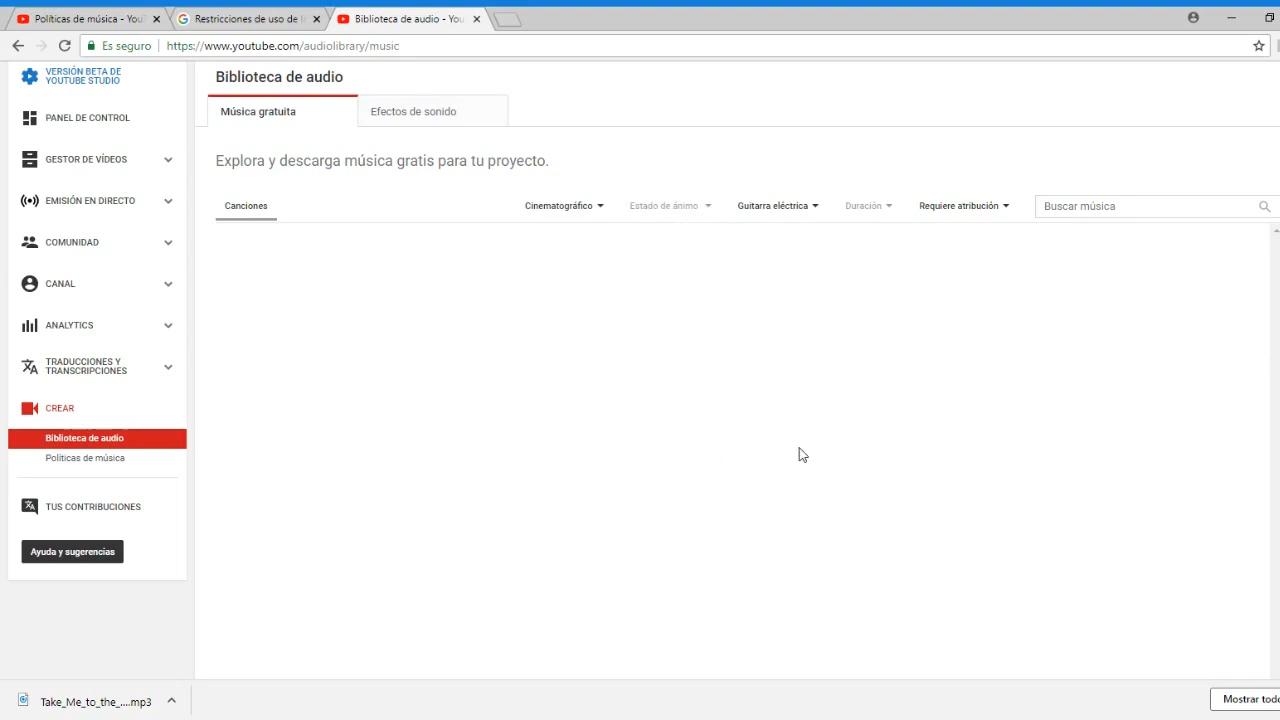 Políticas de música - You
Restricciones de uso de
Biblioteca de audio - You
Es seguro
https://www.youtube.com/audiolibrary/music
VERSIÓN BETA DE
YOUTUBE STUDIO
PANEL DE CONTROL
GESTOR DE VÍDEOS
EMISIÓN EN DIRECTO
COMUNIDAD
CANAL
ANALYTICS
TRADUCCIONES Y
TRANSCRIPCIONES
CREAR
Biblioteca de audio
Políticas de música
TUS CONTRIBUCIONES
Ayuda y sugerencias
Biblioteca de audio
Música gratuita
Efectos de sonido
Explora y descarga música gratis para tu proyecto.
Canciones
Cinematográfico
Estado de ánimo
Guitarra eléctrica
Duración
Requiere atribución
Buscar música
Take_Me_to_the_....mp3
Mostrar todo